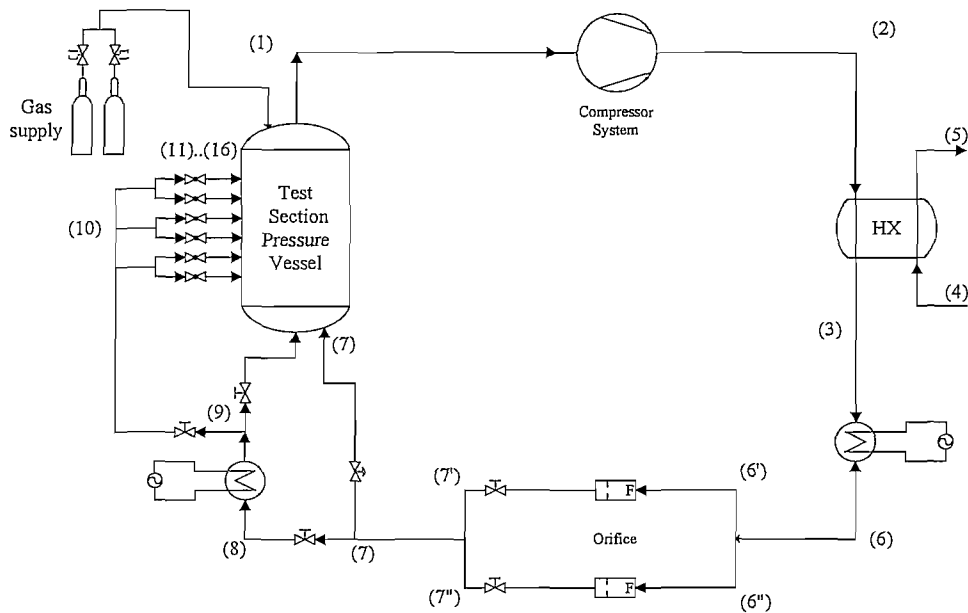 (1)
(2)
Gas
supply
Compressor
System
(11)..(16)
(5)
Test
Section
Pressure
Vessel
(10)
HX
(4)
(3)
(7)
(9)
(7')
F
(6')
Orifice
(8)
(7)
(6)
(7")
F
(6")